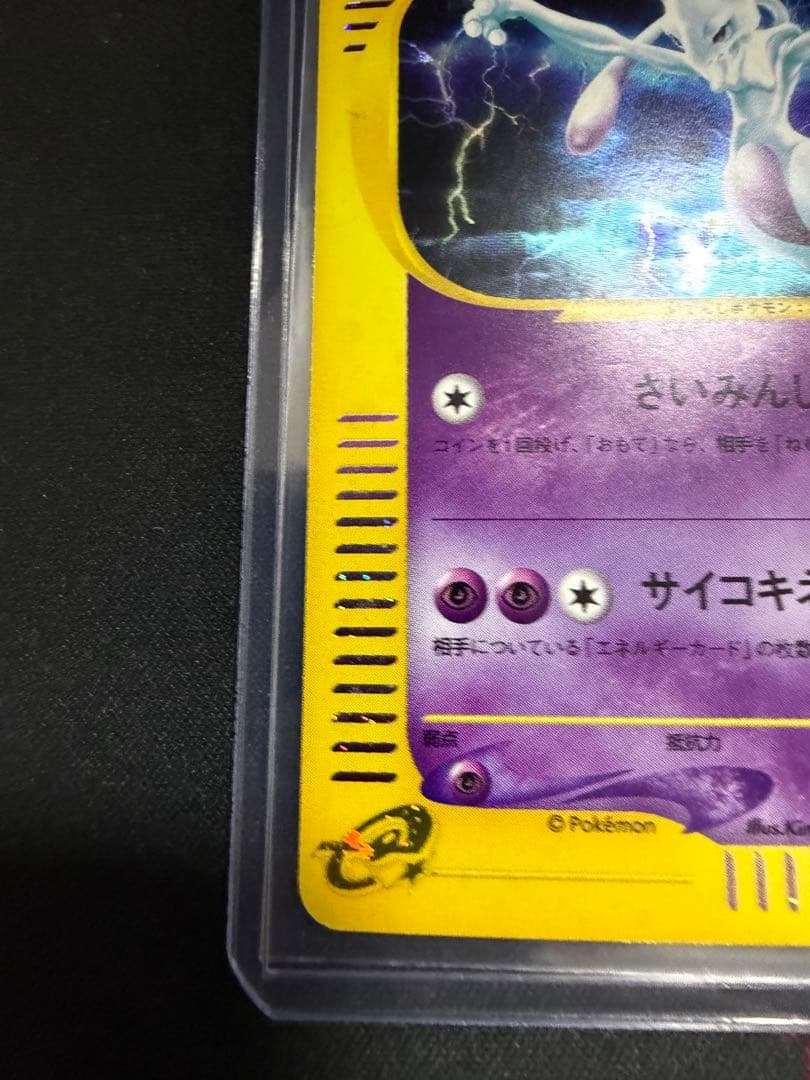 さいみん
コインを1回投げ、「おもて」なら、相手を「ね
サイコキネ
相手についている「エネルギーカード」の枚数
弱点
抵抗力
© Pokémon
illus.Ki